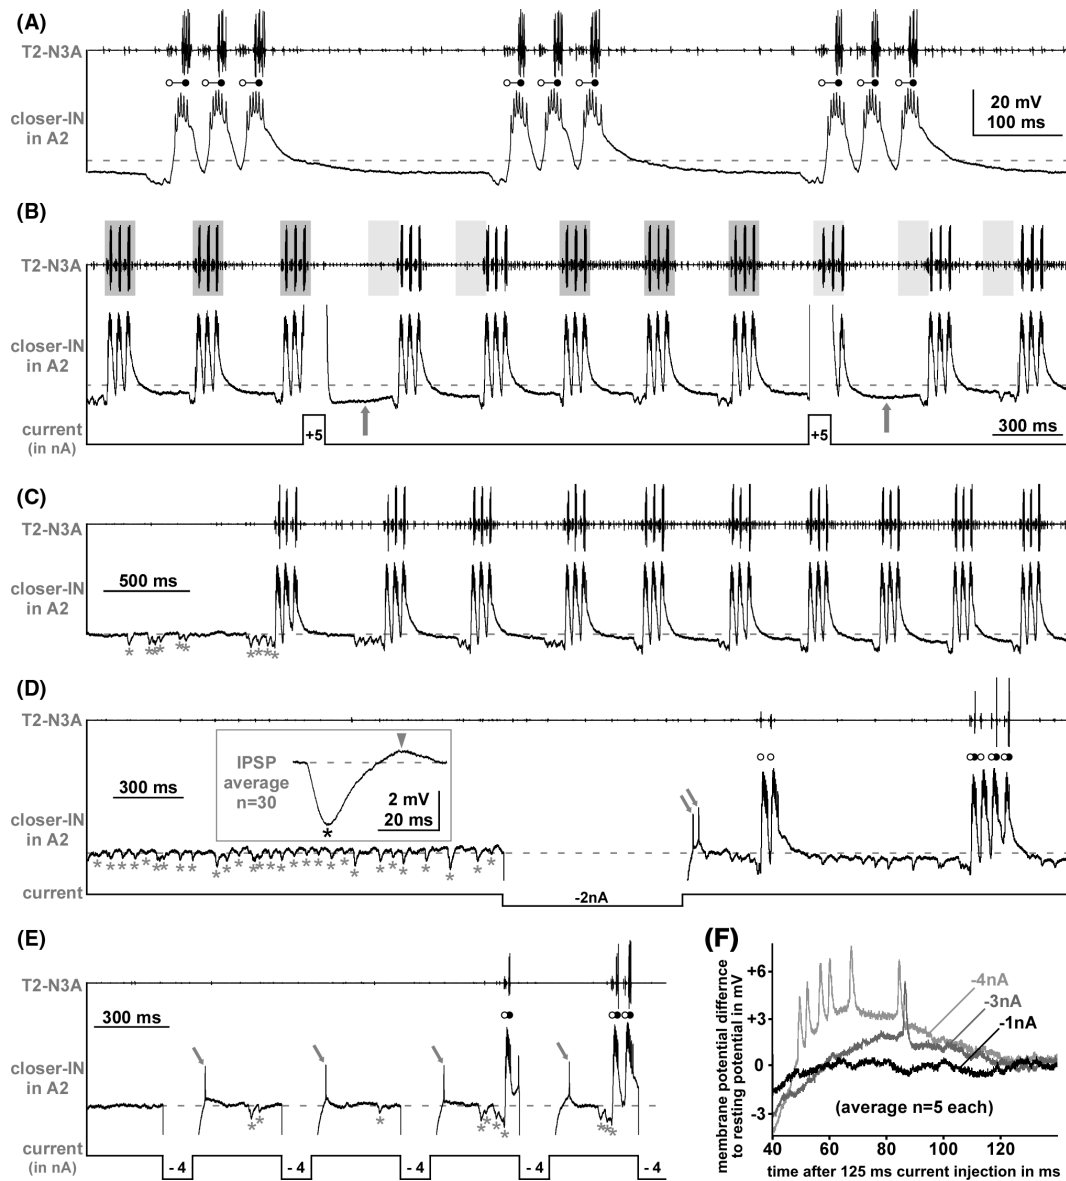 (A)
T2-N3A
closer-IN
in A2
20 mV
100 ms
(B)
T2-N3A
closer-IN
in A2
current
(in nA)
+5
+5
300 ms
(C)
T2-N3A
500 ms
closer-IN
in A2
* * * * * * * * * *
(D)
T2-N3A
IPSP
average
n=30
2 mV
20 ms
*
300 ms
closer-IN
in A2
current
-2nA
(E)
T2-N3A
300 ms
closer-IN
in A2
current
(in nA)
- 4
- 4
- 4
- 4
- 4
(F)
membrane potential differnce
to resting potential in mV
+6
+3
0
-3
-4nA
-3nA
-1nA
(average n=5 each)
40
60
80
100
120
time after 125 ms current injection in ms